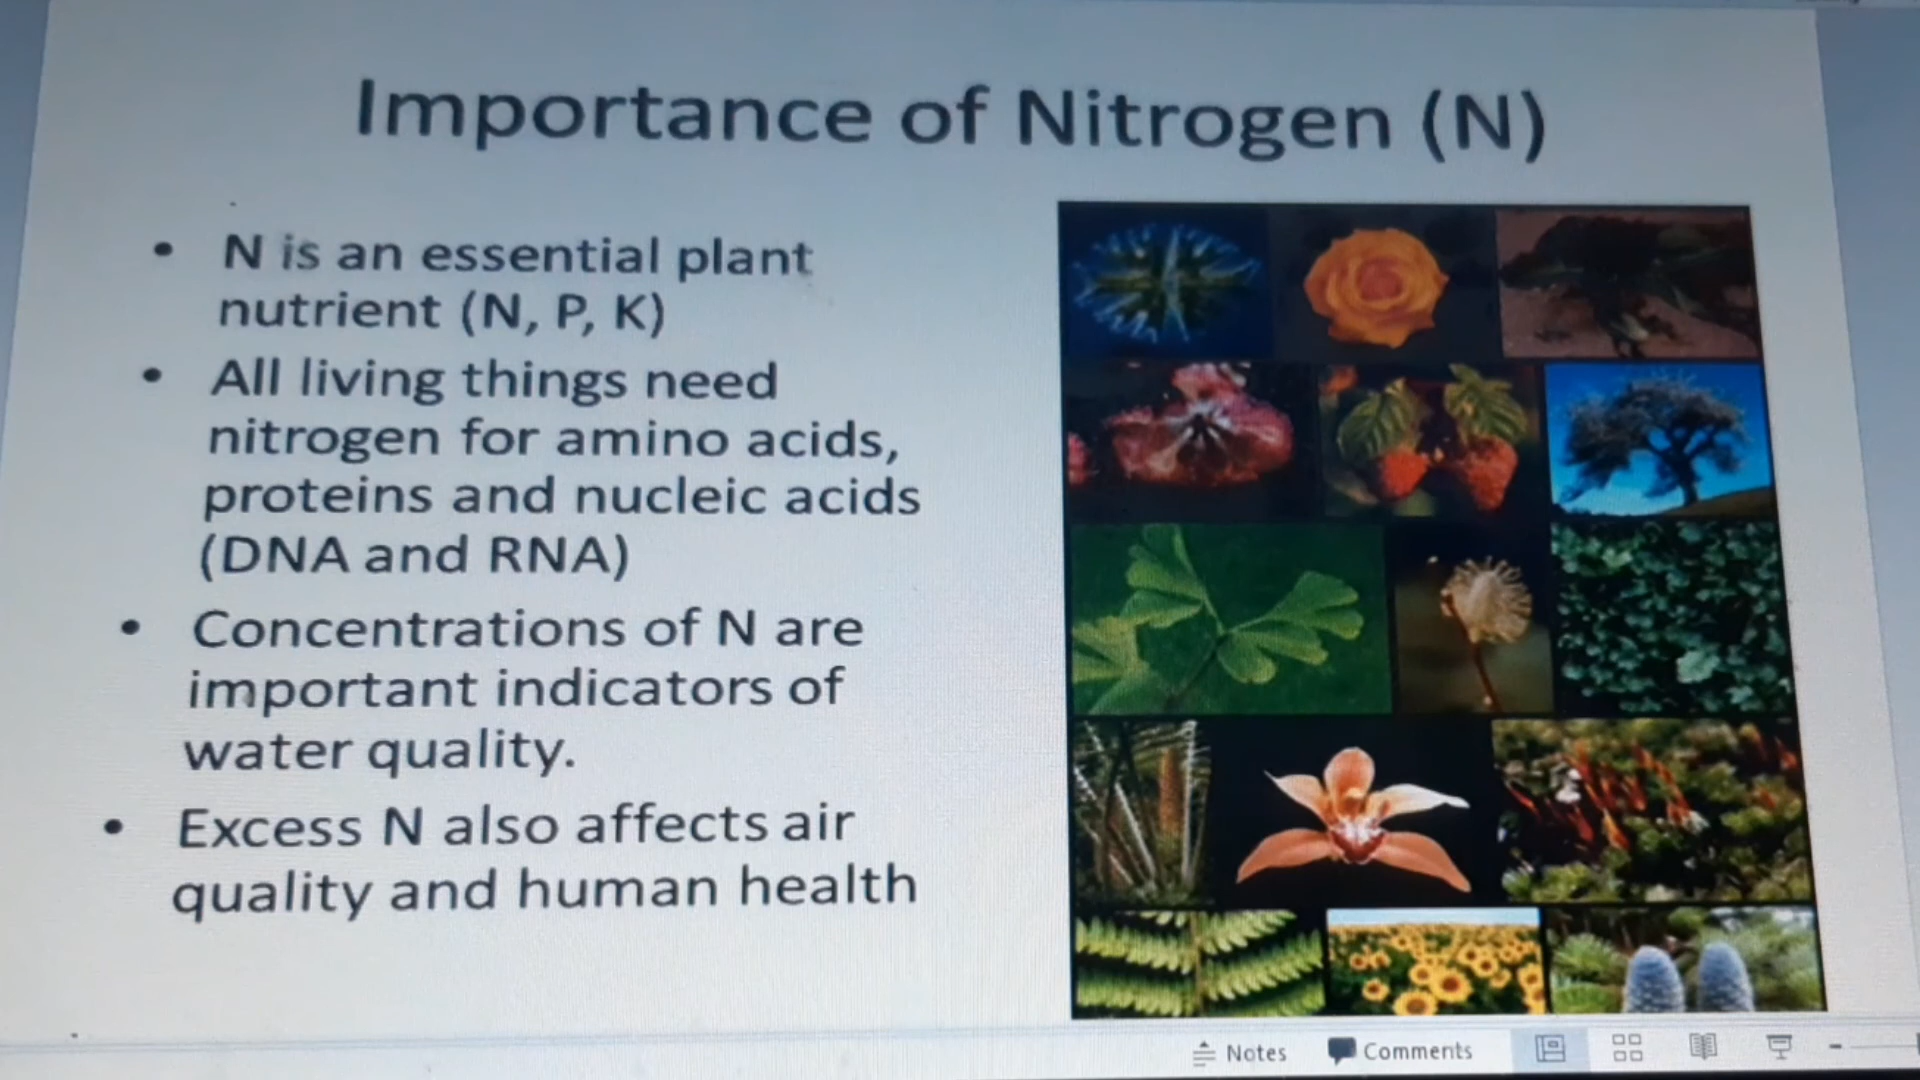 Importance of Nitrogen (N)
• N is an essential plant
nutrient (N, P, K)
• All living things need
nitrogen for amino acids,
proteins and nucleic acids
(DNA and RNA)
• Concentrations of N are
important indicators of
water quality.
• Excess N also affects air
quality and human health
Notes
Comments